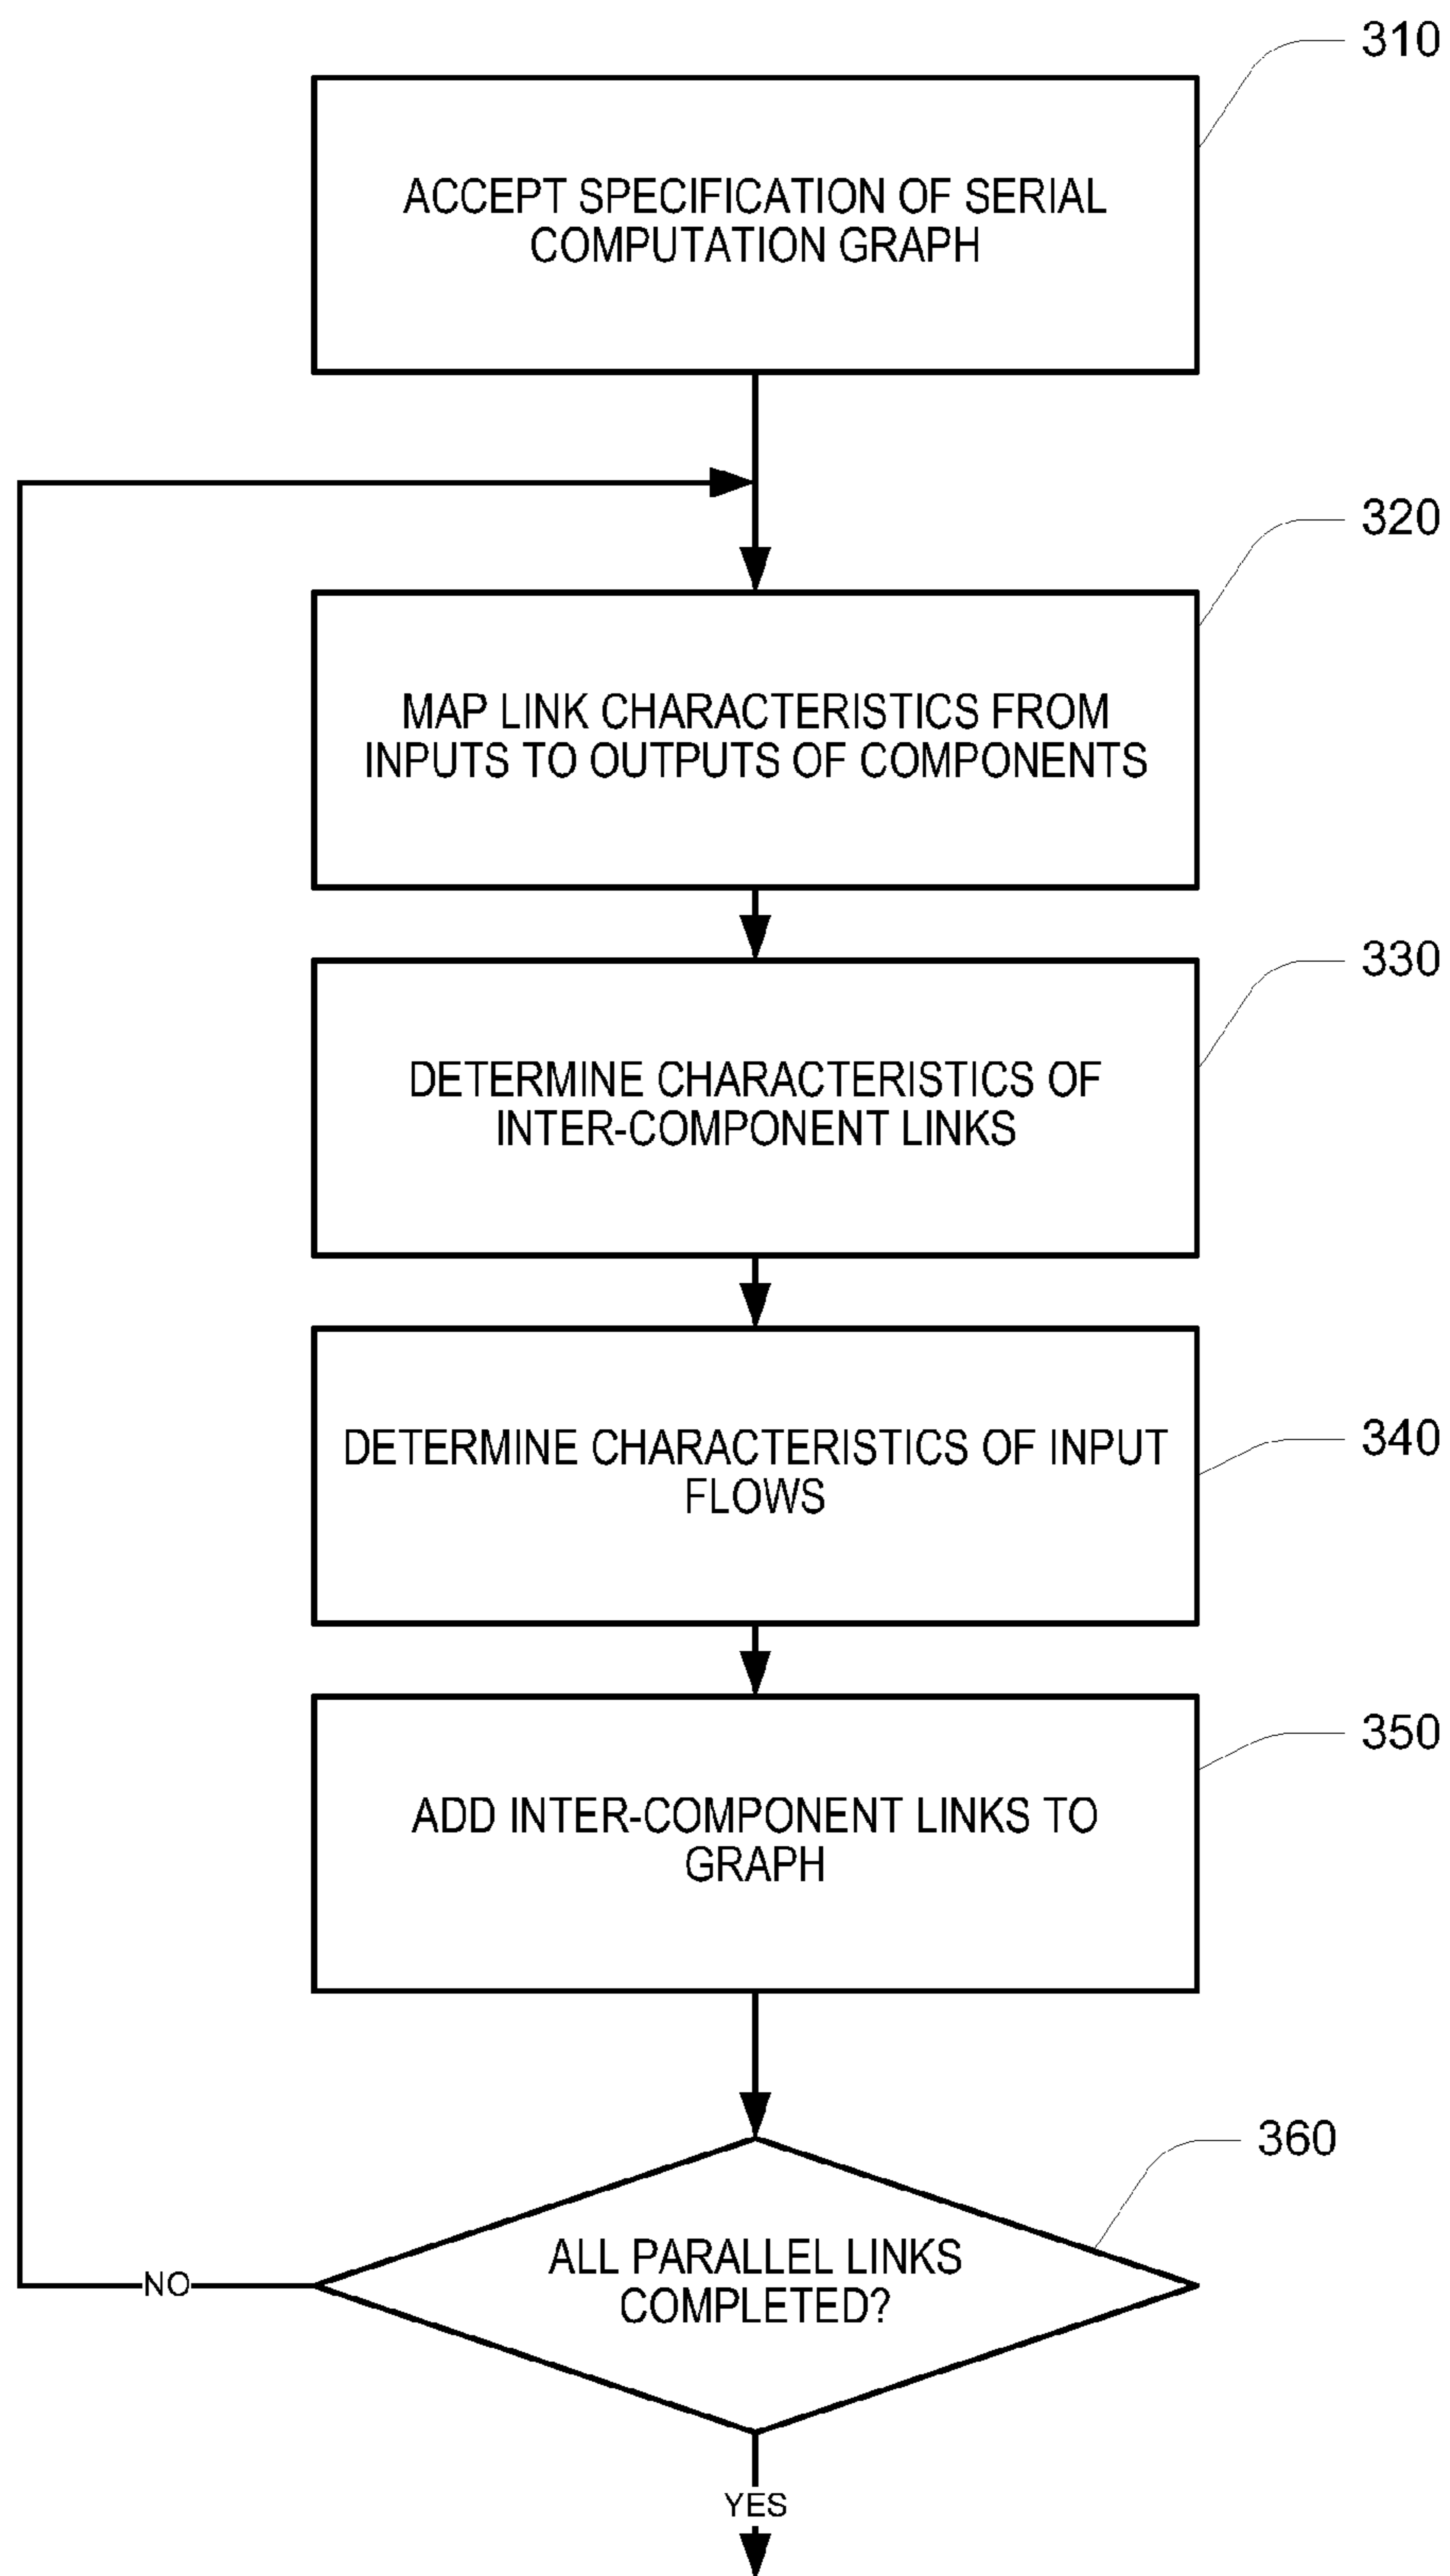 310
ACCEPT SPECIFICATION OF SERIAL
COMPUTATION GRAPH
320
MAP LINK CHARACTERISTICS FROM
INPUTS TO OUTPUTS OF COMPONENTS
330
DETERMINE CHARACTERISTICS OF
INTER-COMPONENT LINKS
340
DETERMINE CHARACTERISTICS OF INPUT
FLOWS
350
ADD INTER-COMPONENT LINKS TO
GRAPH
360
ALL PARALLEL LINKS
COMPLETED?
NO
YES